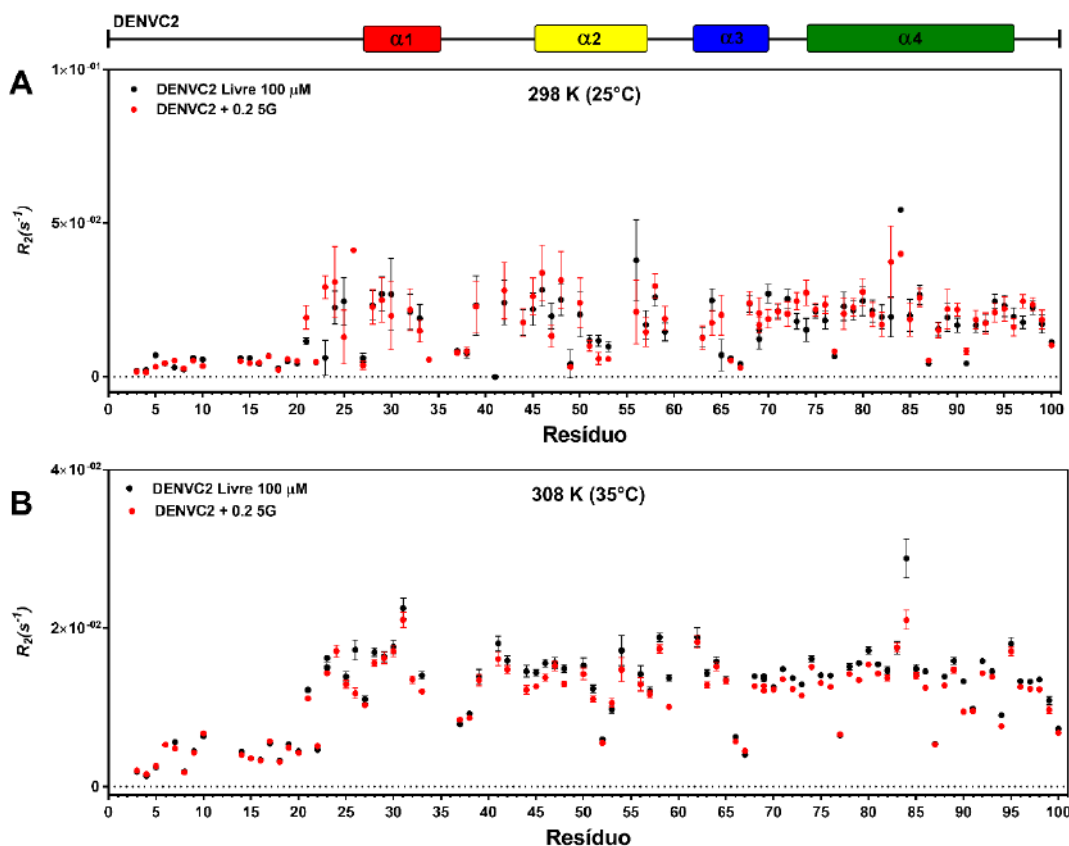 DENVC2
α1 α2 α3 α4
A
1×10⁻⁰¹
DENVC2 Livre 100 μM
DENVC2 + 0.2 5G
298 K (25°C)
5×10⁻⁰²
R₂(s⁻¹)
0
0 5 10 15 20 25 30 35 40 45 50 55 60 65 70 75 80 85 90 95 100
Resíduo
B
4×10⁻⁰²
DENVC2 Livre 100 μM
DENVC2 + 0.2 5G
308 K (35°C)
2×10⁻⁰²
R₂(s⁻¹)
0
0 5 10 15 20 25 30 35 40 45 50 55 60 65 70 75 80 85 90 95 100
Resíduo